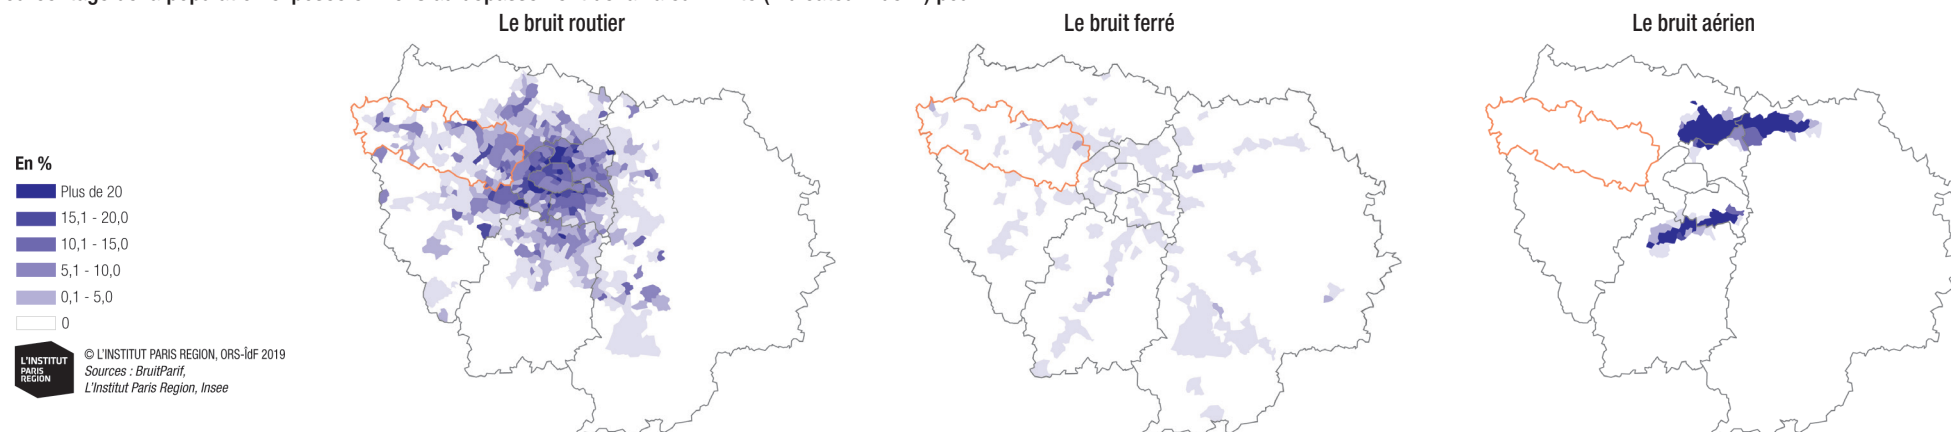 Le bruit routier
Le bruit ferré
Le bruit aérien
En %
Plus de 20
15,1 - 20,0
10,1 - 15,0
5,1 - 10,0
0,1 - 5,0
0
L'INSTITUT
PARIS
REGION
© L'INSTITUT PARIS REGION, ORS-ÎdF 2019
Sources : BruitParif,
L'Institut Paris Region, Insee